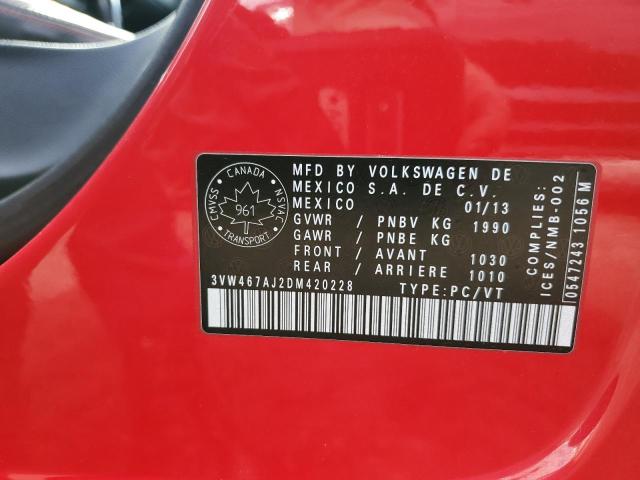 CANADA
CMVSS
NSVAC
961
TRANSPORT
MFD BY VOLKSWAGEN DE
MEXICO S.A. DE C.V.
MEXICO 01/13
GVWR / PNBV KG 1990
GAWR / PNBE KG
FRONT / AVANT 1030
REAR / ARRIERE 1010
3VW467AJ2DM420228 TYPE:PC/VT
COMPLIES:
ICES/NMB-002
0547243 1056 M